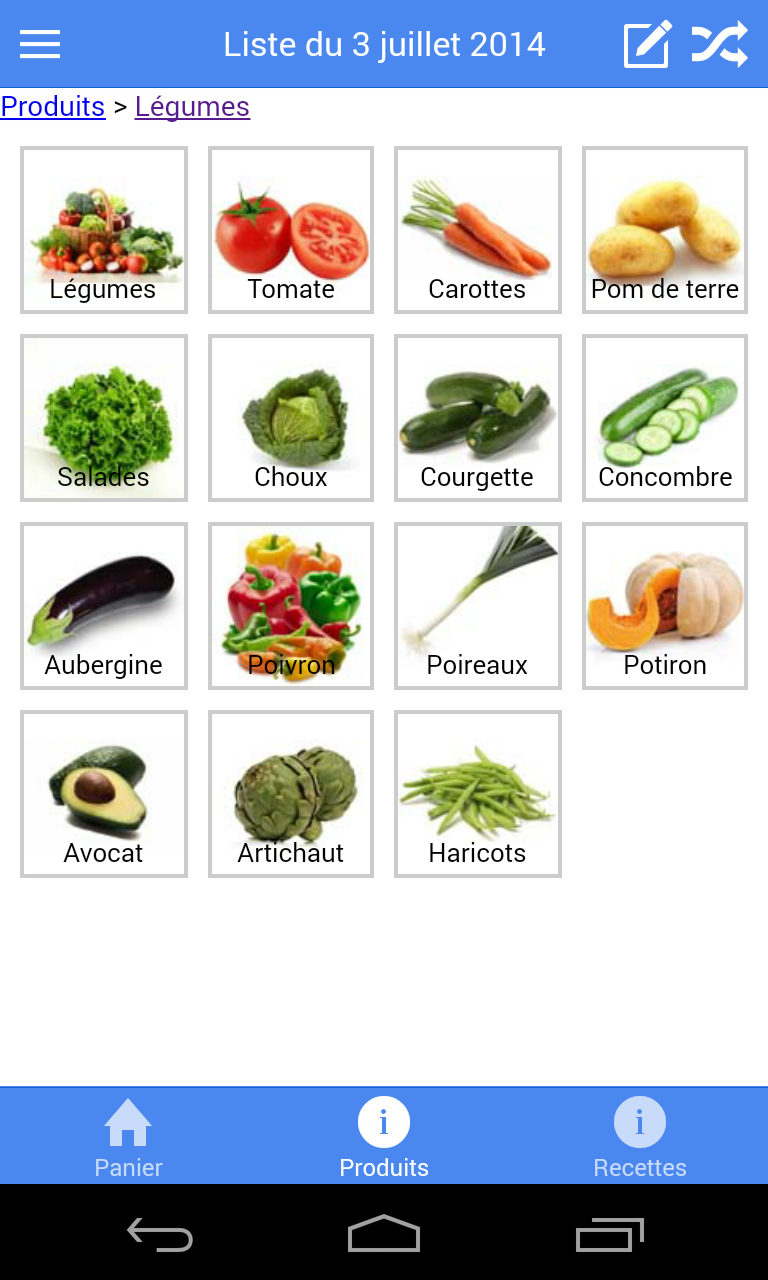 Liste du 3 juillet 2014
Produits > Légumes
Légumes
Tomate
Carottes
Pom de terre
Salades
Choux
Courgette
Concombre
Aubergine
Poivron
Poireaux
Potiron
Avocat
Artichaut
Haricots
Panier
Produits
Recettes